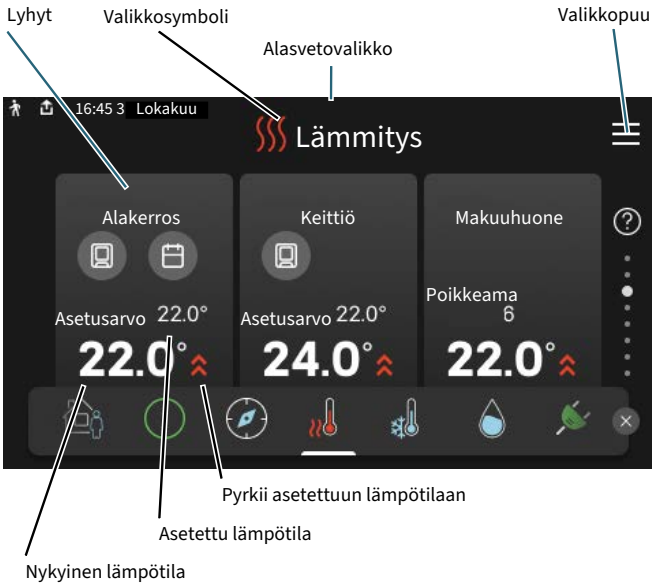 Lyhyt
Valikkosymboli
Valikkopuu
Alasvetovalikko
16:45 3 Lokakuu
Lämmitys
Alakerros
Keittiö
Makuuhuone
?
Asetusarvo 22.0°
Asetusarvo 22.0°
Poikkeama
6
22.0°
24.0°
22.0°
Pyrkii asetettuun lämpötilaan
Asetettu lämpötila
Nykyinen lämpötila